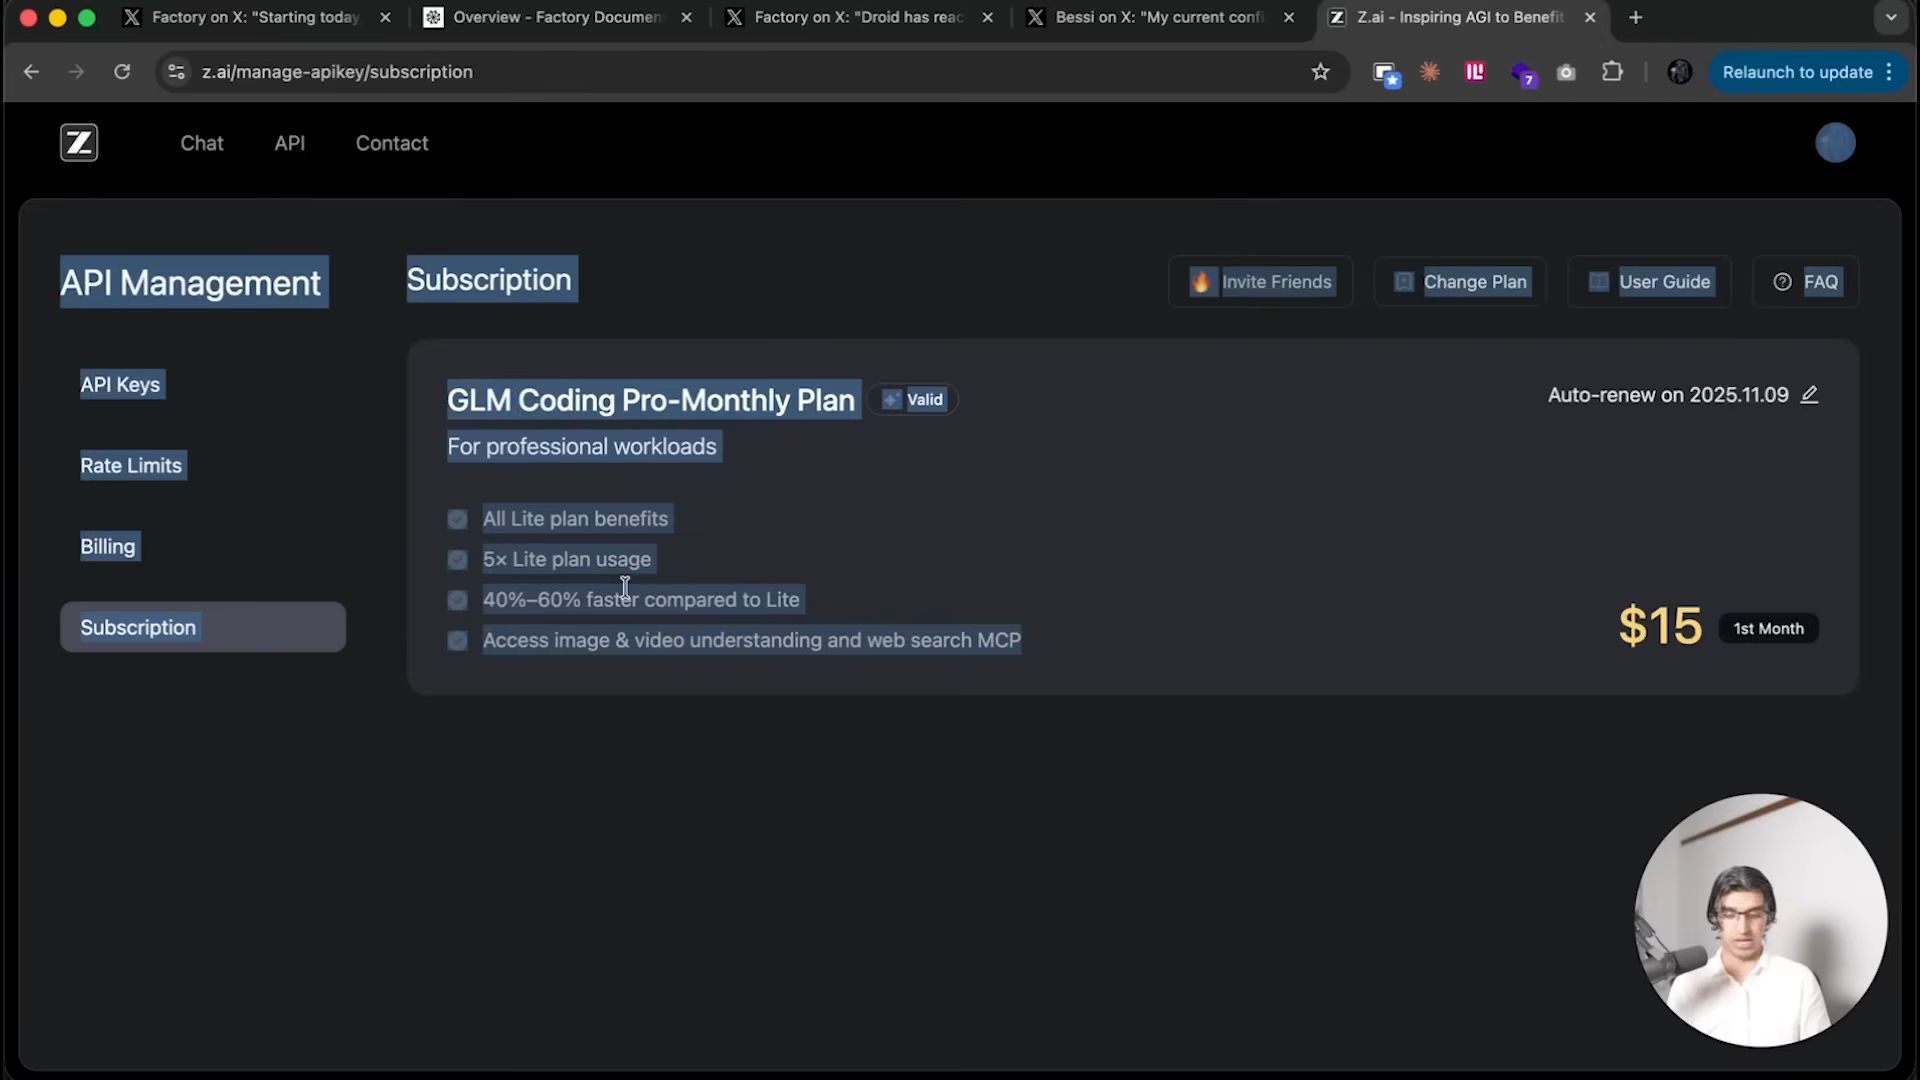 Factory on X: "Starting today
Overview - Factory Documen
Factory on X: "Droid has reac
Bessi on X: "My current confi
Z.ai - Inspiring AGI to Benefit
z.ai/manage-apikey/subscription
7
Relaunch to update
Z
Chat
API
Contact
API Management
Subscription
Invite Friends
Change Plan
User Guide
FAQ
API Keys
Rate Limits
Billing
Subscription
GLM Coding Pro-Monthly Plan
Valid
Auto-renew on 2025.11.09
For professional workloads
All Lite plan benefits
5× Lite plan usage
40%–60% faster compared to Lite
Access image & video understanding and web search MCP
$15
1st Month